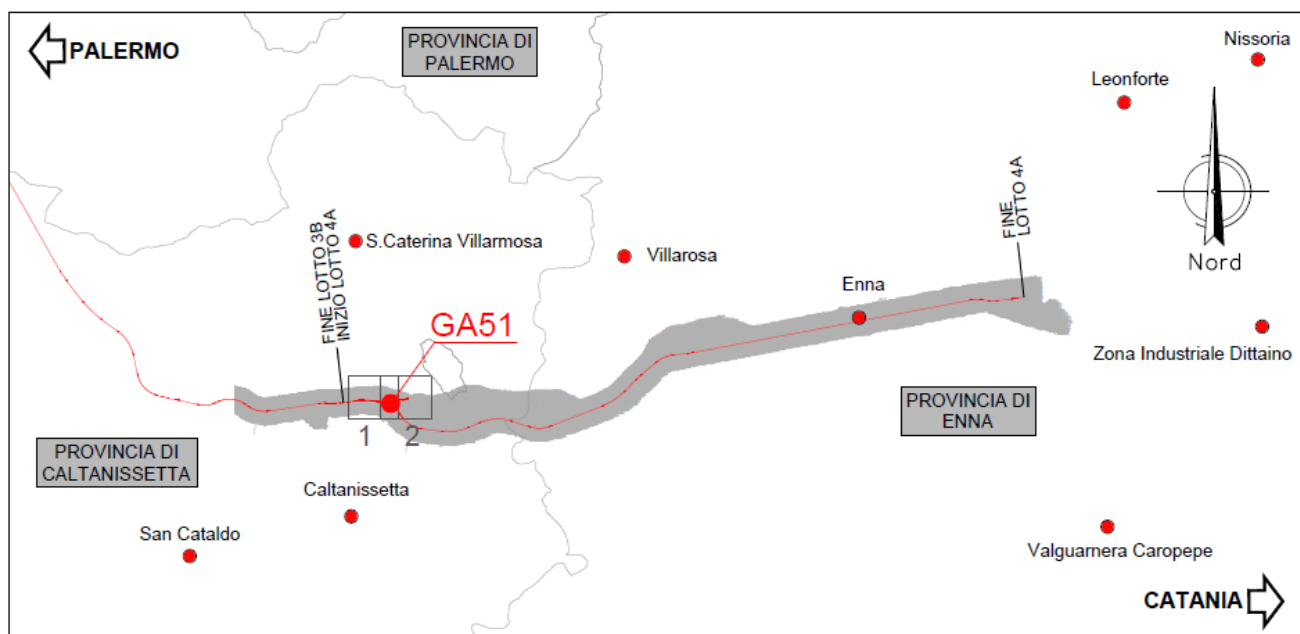 PALERMO
PROVINCIA DI
PALERMO
Nissoria
Leonforte
FINE LOTTO 3B
INIZIO LOTTO 4A
S.Caterina Villarmosa
Villarosa
Enna
FINE
LOTTO 4A
Nord
GA51
Zona Industriale Dittaino
1
2
PROVINCIA DI
ENNA
PROVINCIA DI
CALTANISSETTA
Caltanissetta
San Cataldo
Valguarnera Caropepe
CATANIA